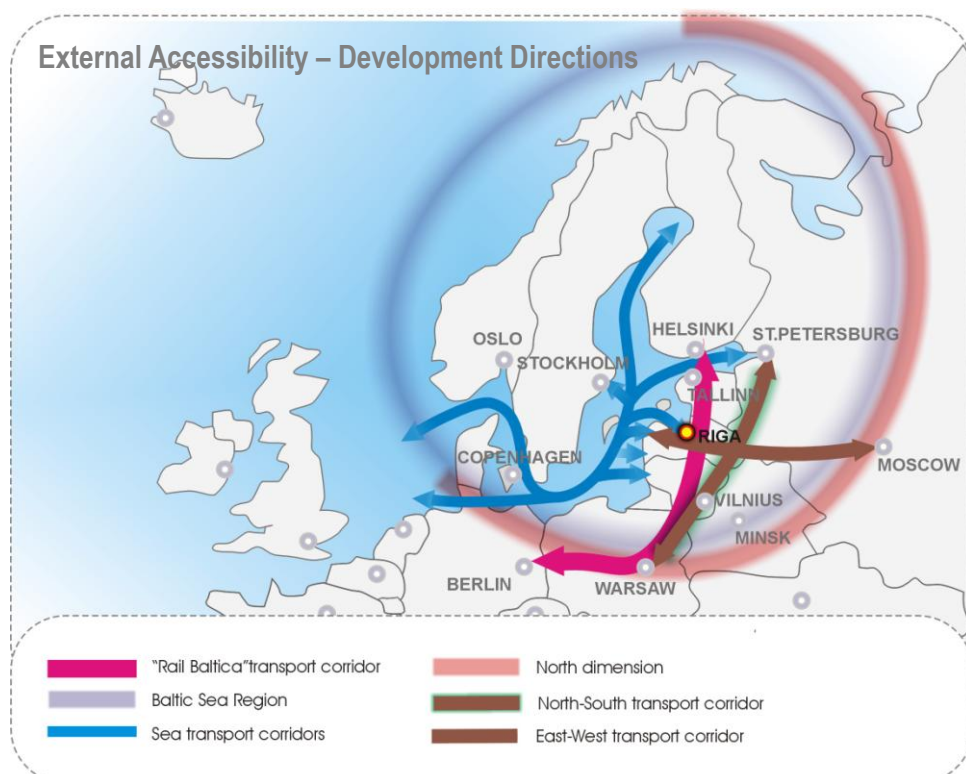 External Accessibility – Development Directions
HELSINKI
ST.PETERSBURG
OSLO
STOCKHOLM
TALLINN
RIGA
COPENHAGEN
MOSCOW
VILNIUS
MINSK
BERLIN
WARSAW
"Rail Baltica"transport corridor
North dimension
Baltic Sea Region
North-South transport corridor
Sea transport corridors
East-West transport corridor